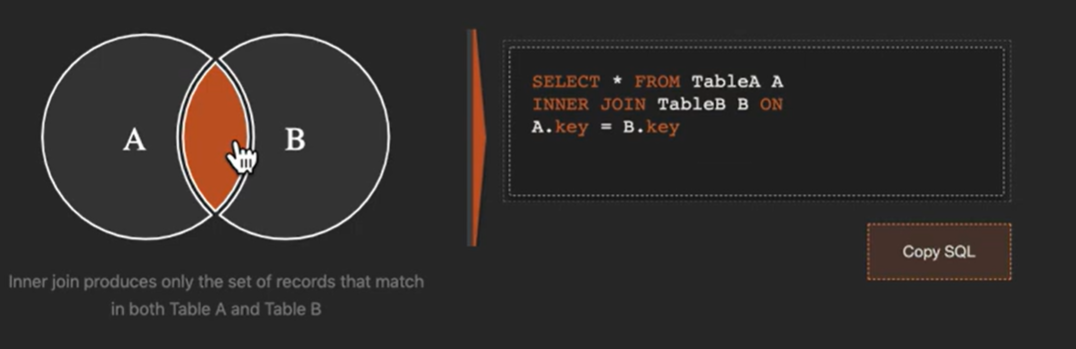 A
B
Inner join produces only the set of records that match
in both Table A and Table B
SELECT * FROM TableA A
INNER JOIN TableB B ON
A.key = B.key
Copy SQL